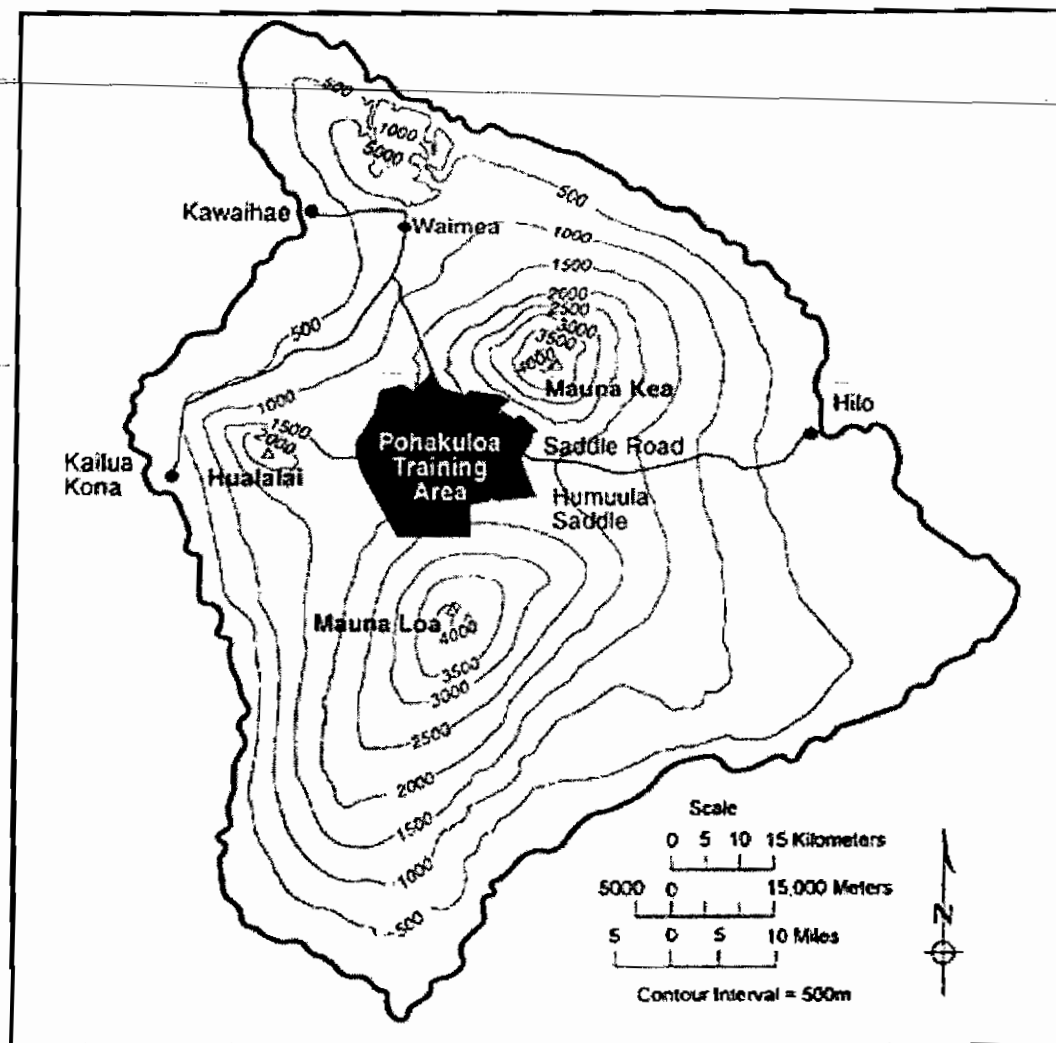 500
1000
5000
Kawaihae
Waimea
500
1000
1500
2000
2500
3000
3500
4000
Mauna Kea
500
1000
1500
2000
Hualalai
Kailua
Kona
Pohakuloa
Training
Area
Saddle Road
Hilo
Humuula
Saddle
Mauna Loa
4000
3500
3000
2500
2000
1500
1000
500
Scale
0 5 10 15 Kilometers
5000 0 15,000 Meters
5 0 5 10 Miles
Contour Interval = 500m
N